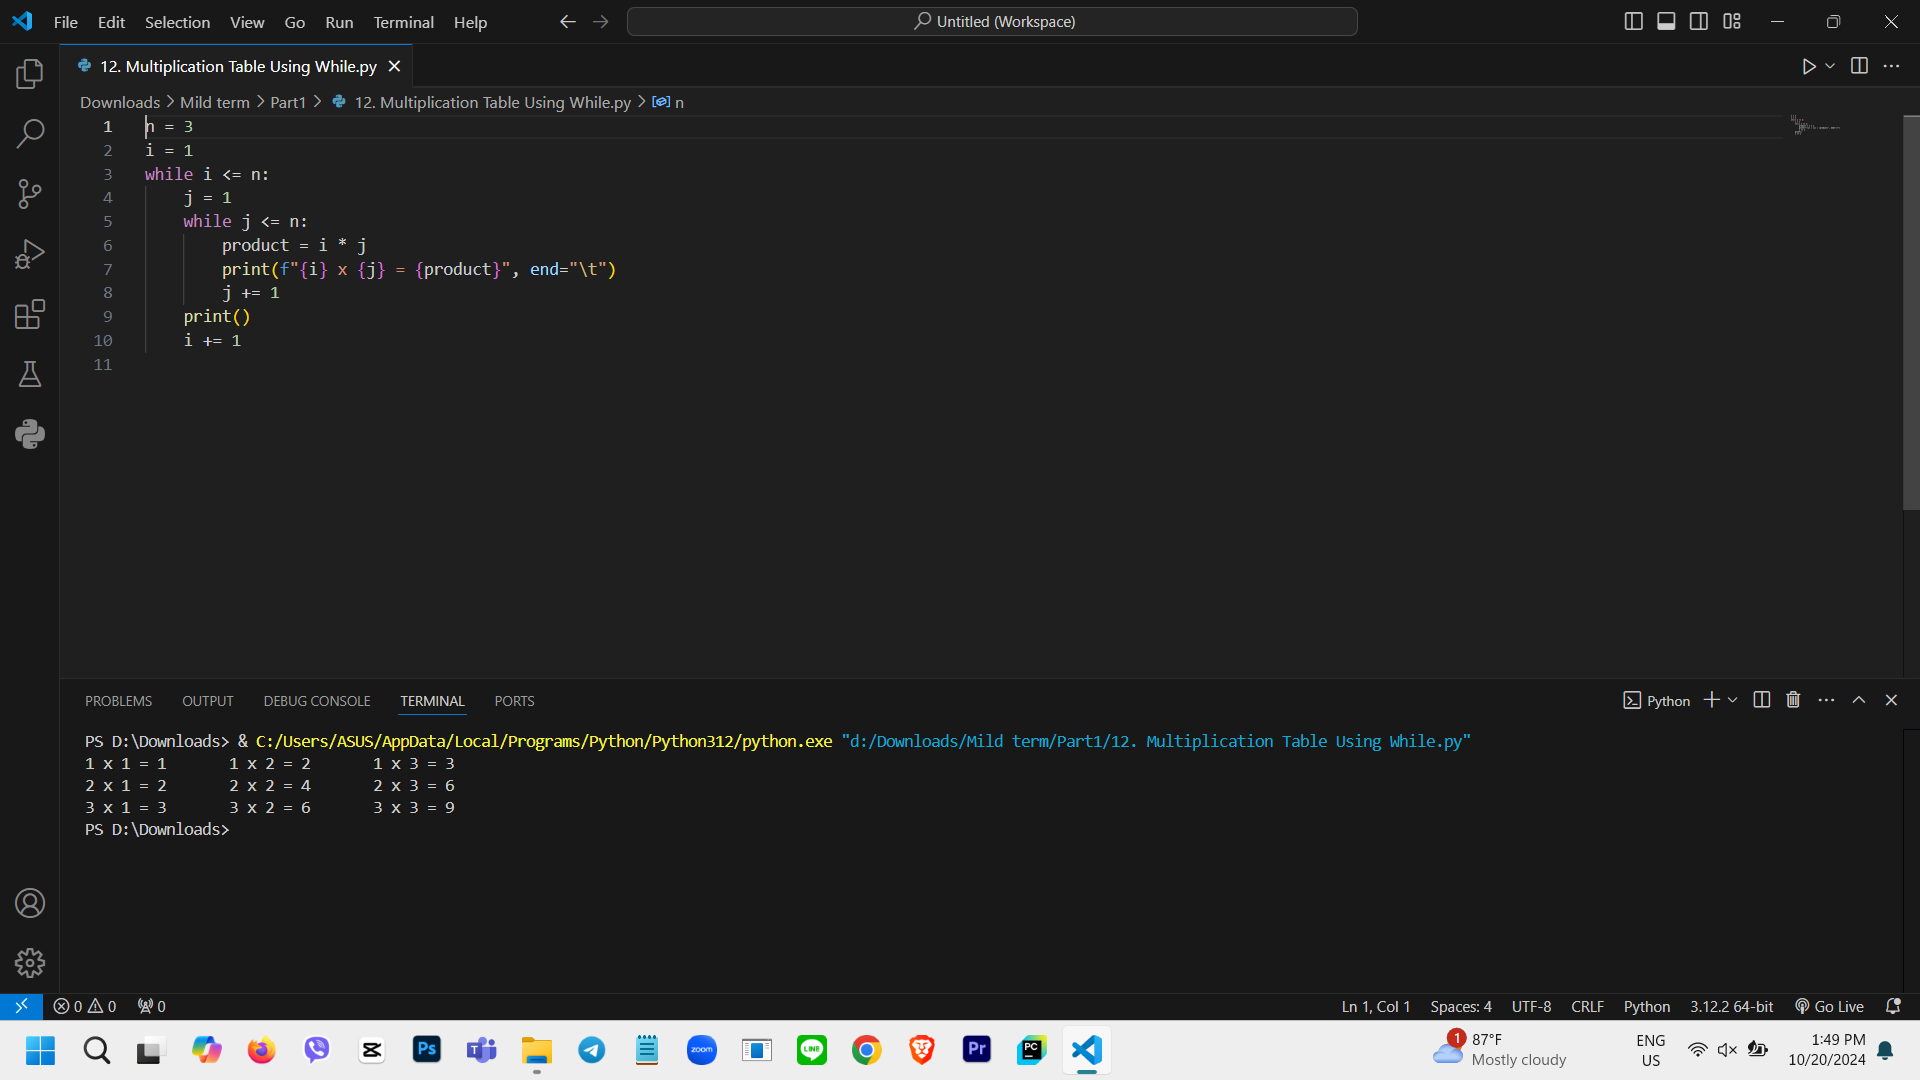 File Edit Selection View Go Run Terminal Help
Untitled (Workspace)
12. Multiplication Table Using While.py
Downloads > Mild term > Part1 > 12. Multiplication Table Using While.py > n
1 n = 3
2 i = 1
3 while i <= n:
4 j = 1
5 while j <= n:
6 product = i * j
7 print(f"{i} x {j} = {product}", end="\t")
8 j += 1
9 print()
10 i += 1
11
PROBLEMS OUTPUT DEBUG CONSOLE TERMINAL PORTS
Python
PS D:\Downloads> & C:/Users/ASUS/AppData/Local/Programs/Python/Python312/python.exe "d:/Downloads/Mild term/Part1/12. Multiplication Table Using While.py"
1 x 1 = 1 1 x 2 = 2 1 x 3 = 3
2 x 1 = 2 2 x 2 = 4 2 x 3 = 6
3 x 1 = 3 3 x 2 = 6 3 x 3 = 9
PS D:\Downloads>
0 0 0
Ln 1, Col 1 Spaces: 4 UTF-8 CRLF Python 3.12.2 64-bit Go Live
Ps
T
zoom
LINE
Pr
PC
1
87°F
Mostly cloudy
ENG
US
1:49 PM
10/20/2024